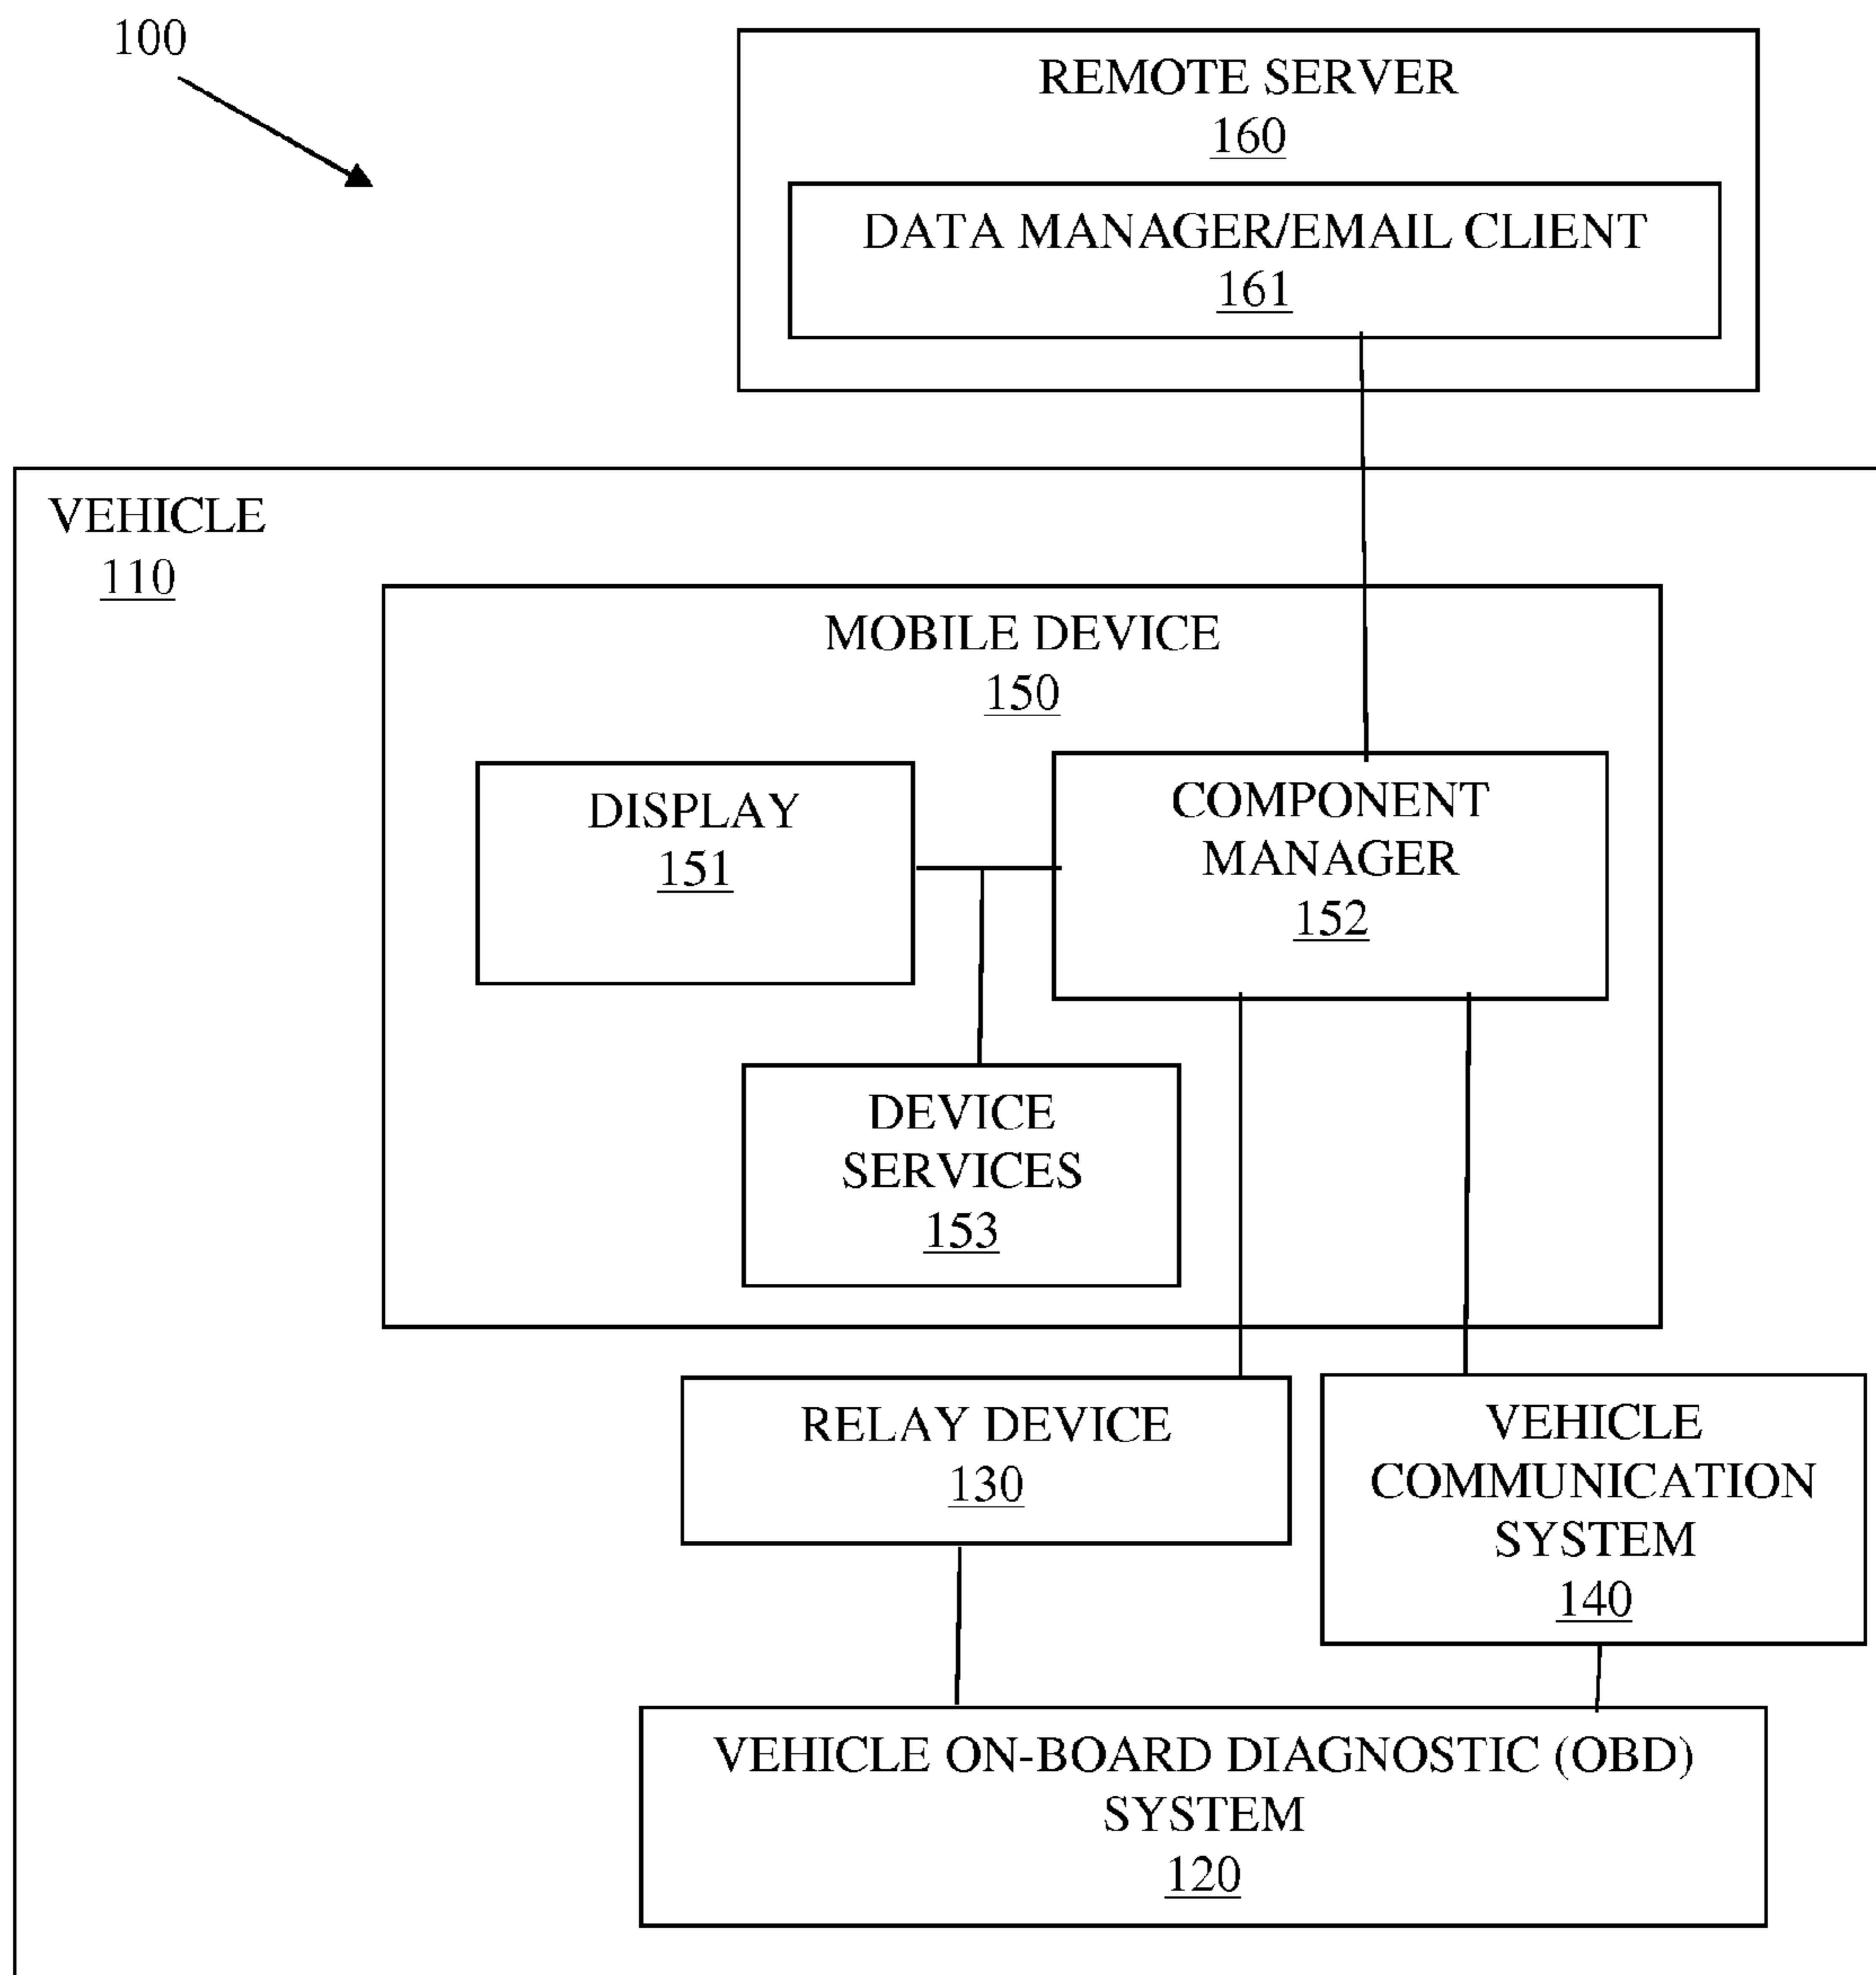 100
REMOTE SERVER
160
DATA MANAGER/EMAIL CLIENT
161
VEHICLE
110
MOBILE DEVICE
150
DISPLAY
151
COMPONENT
MANAGER
152
DEVICE
SERVICES
153
RELAY DEVICE
130
VEHICLE
COMMUNICATION
SYSTEM
140
VEHICLE ON-BOARD DIAGNOSTIC (OBD)
SYSTEM
120